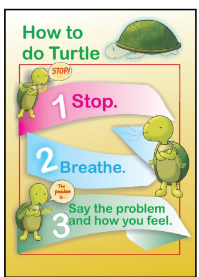 How to
do Turtle
STOP!
1 Stop.
2 Breathe.
The
problem
is...
3 Say the problem
and how you feel.